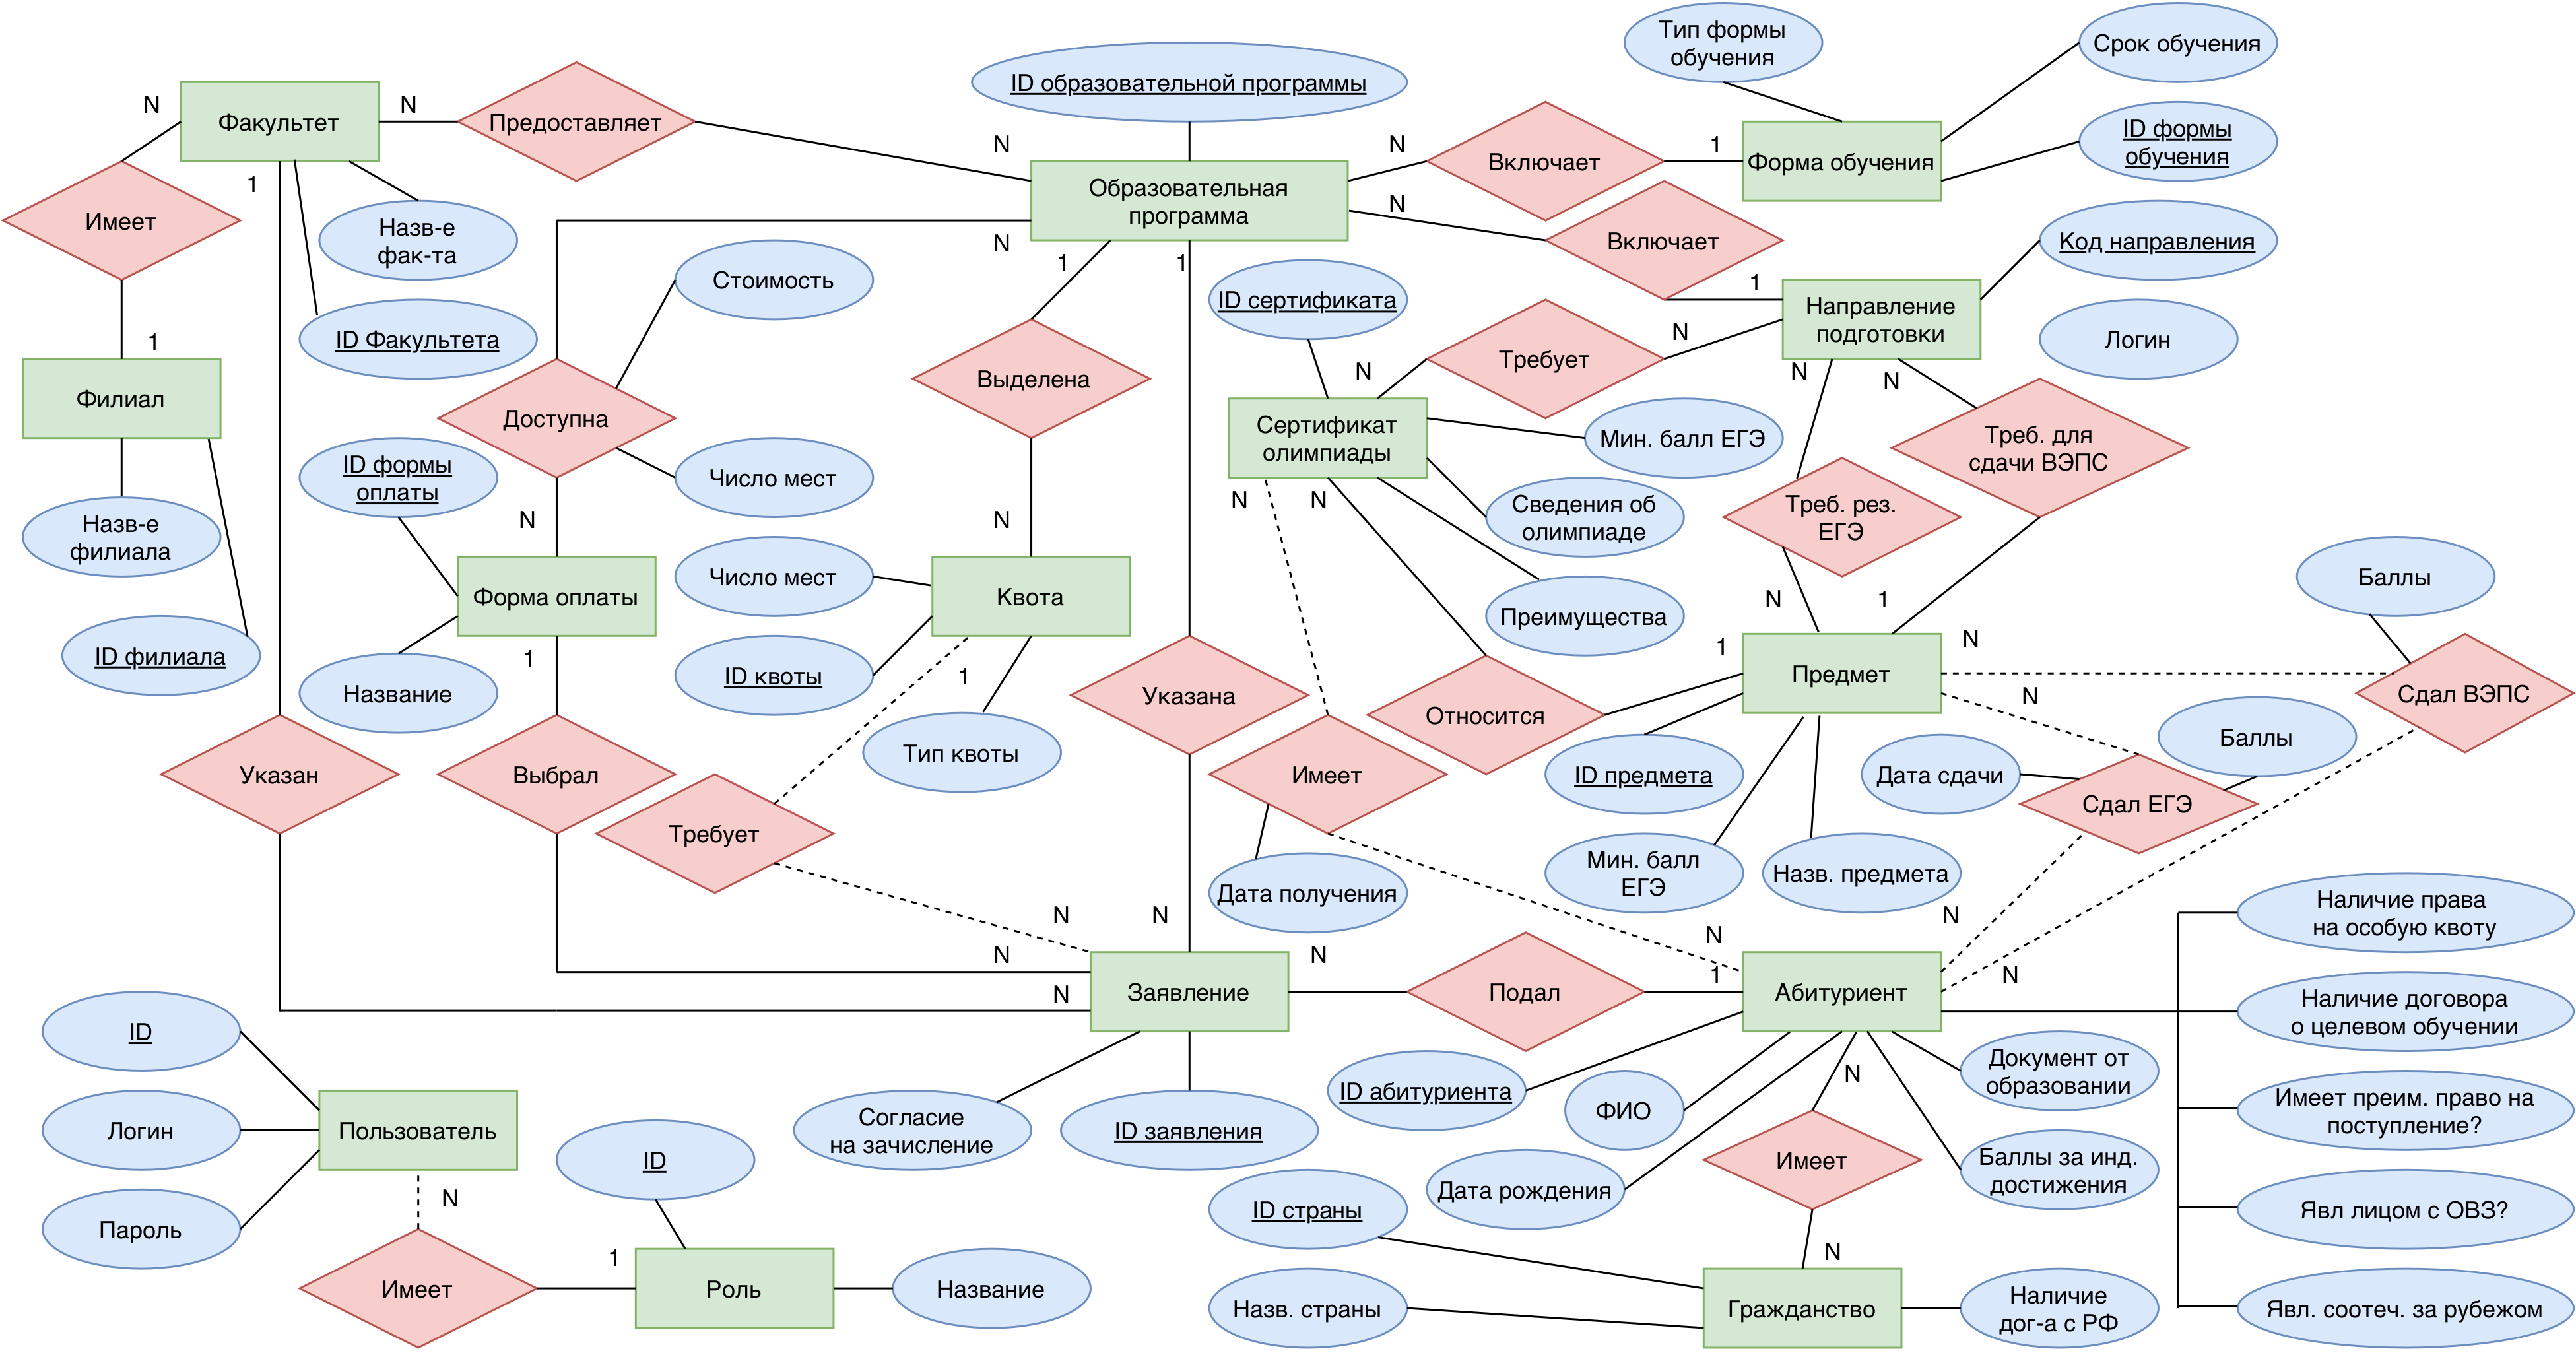 Тип формы
обучения
Срок обучения
ID образовательной программы
N
Факультет
N
Предоставляет
N
Образовательная
программа
N
Включает
1
Форма обучения
ID формы
обучения
Имеет
1
Назв-е
фак-та
N
1
1
N
Включает
1
Код направления
ID Факультета
Стоимость
ID сертификата
Направление
подготовки
Логин
1
Филиал
Доступна
Выделена
N
Требует
N
N
N
Сертификат
олимпиады
Мин. балл ЕГЭ
Треб. для
сдачи ВЭПС
ID формы
оплаты
Число мест
N
N
Сведения об
олимпиаде
Треб. рез.
ЕГЭ
Назв-е
филиала
N
N
Форма оплаты
Число мест
Квота
Преимущества
N
1
Баллы
ID филиала
Название
1
ID квоты
1
Тип квоты
Указана
Относится
1
Предмет
N
N
Сдал ВЭПС
Указан
Выбрал
Требует
Имеет
ID предмета
Дата сдачи
Баллы
Сдал ЕГЭ
Дата получения
Мин. балл
ЕГЭ
Назв. предмета
N
N
N
N
N
N
Заявление
N
Подал
1
Абитуриент
N
N
Наличие права
на особую квоту
Наличие договора
о целевом обучении
ID
Логин
Пароль
Пользователь
N
Имеет
1
ID
Роль
Название
Согласие
на зачисление
ID заявления
ID абитуриента
ФИО
Дата рождения
N
Имеет
N
Документ от
образовании
Баллы за инд.
достижения
Имеет преим. право на
поступление?
Явл лицом с ОВЗ?
ID страны
Назв. страны
Гражданство
Наличие
дог-а с РФ
Явл. соотеч. за рубежом